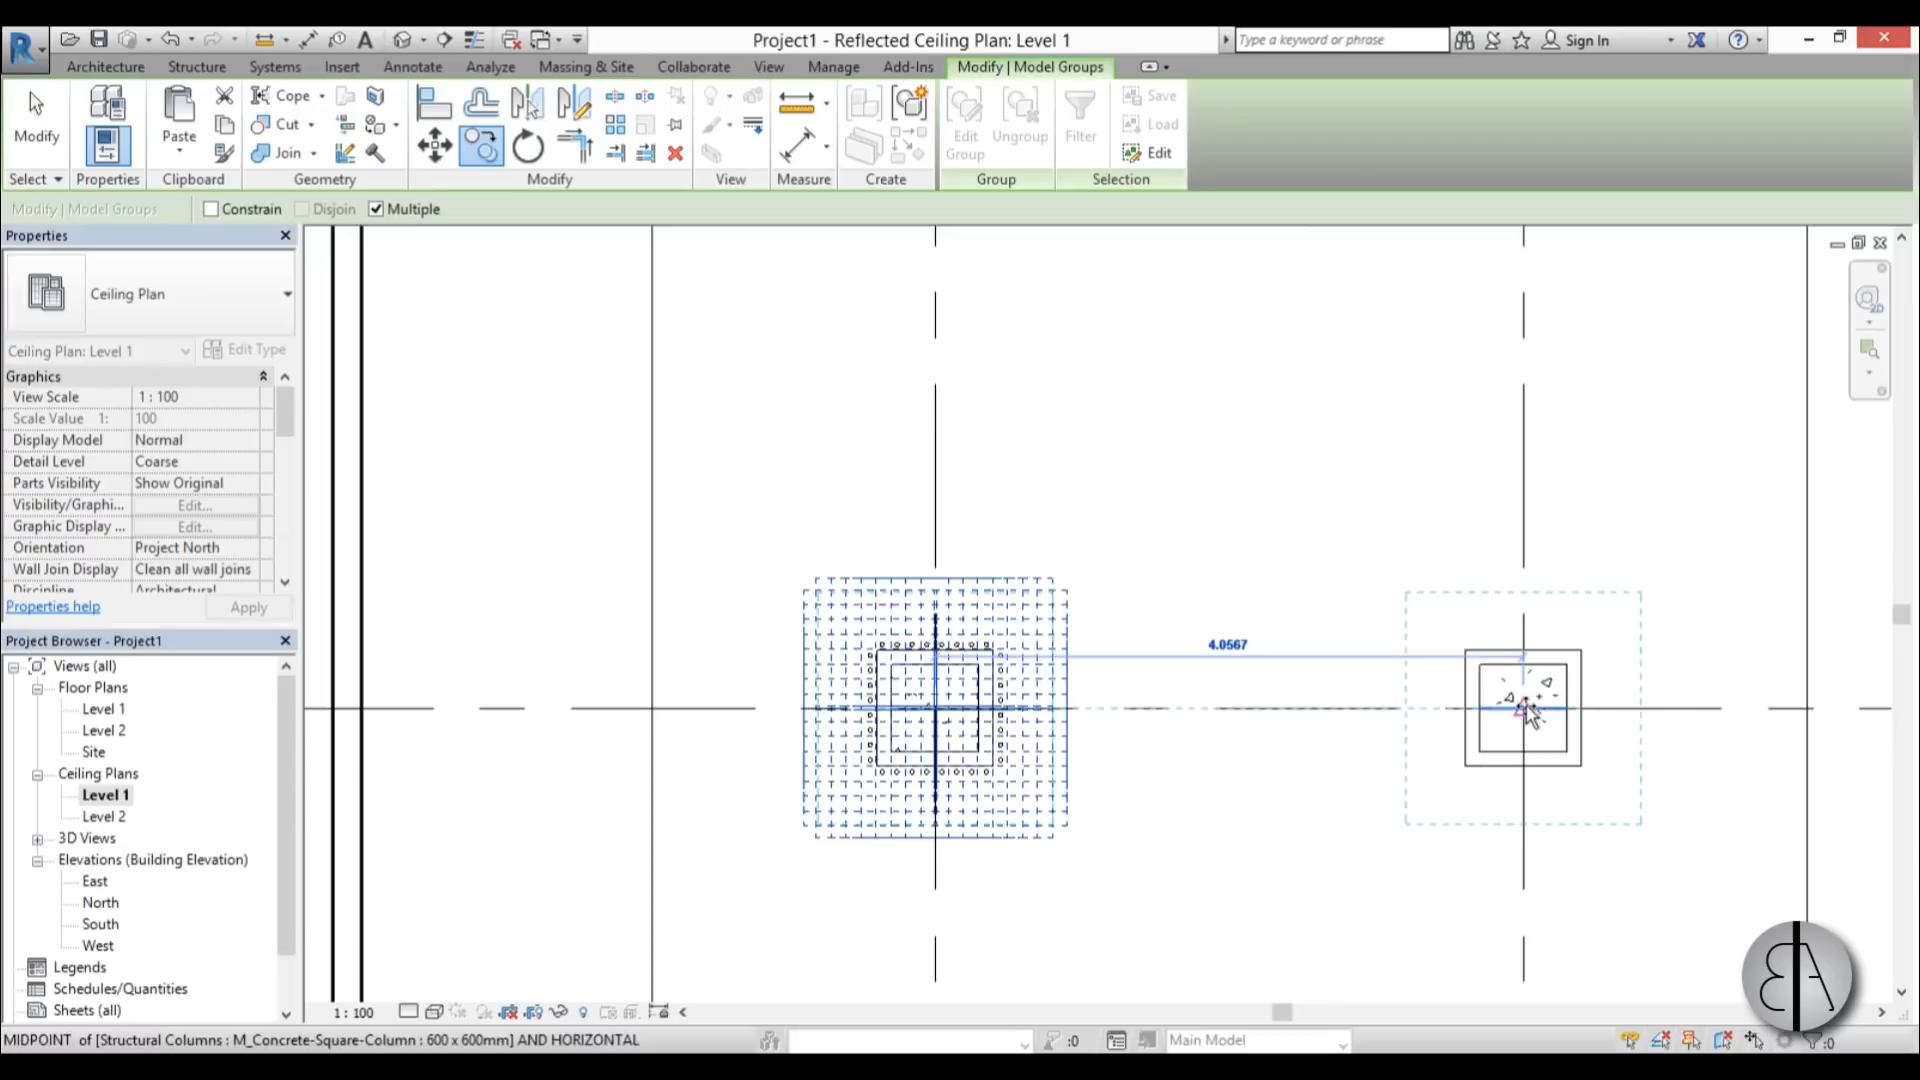 Project1 - Reflected Ceiling Plan: Level 1
Type a keyword or phrase
Sign In
Architecture Structure Systems Insert Annotate Analyze Massing & Site Collaborate View Manage Add-Ins Modify | Model Groups
Modify
Paste
Cope
Cut
Join
Edit Group
Ungroup
Filter
Save
Load
Edit
Select Properties Clipboard Geometry Modify View Measure Create Group Selection
Modify | Model Groups Constrain Disjoin Multiple
Properties
Ceiling Plan
Ceiling Plan: Level 1 Edit Type
Graphics
View Scale 1 : 100
Scale Value 1: 100
Display Model Normal
Detail Level Coarse
Parts Visibility Show Original
Visibility/Graphi... Edit...
Graphic Display ... Edit...
Orientation Project North
Wall Join Display Clean all wall joins
Discipline Architectural
Properties help Apply
Project Browser - Project1
Views (all)
Floor Plans
Level 1
Level 2
Site
Ceiling Plans
Level 1
Level 2
3D Views
Elevations (Building Elevation)
East
North
South
West
Legends
Schedules/Quantities
Sheets (all)
4.0567
2D
1 : 100
MIDPOINT of [Structural Columns : M_Concrete-Square-Column : 600 x 600mm] AND HORIZONTAL
:0
Main Model
:0